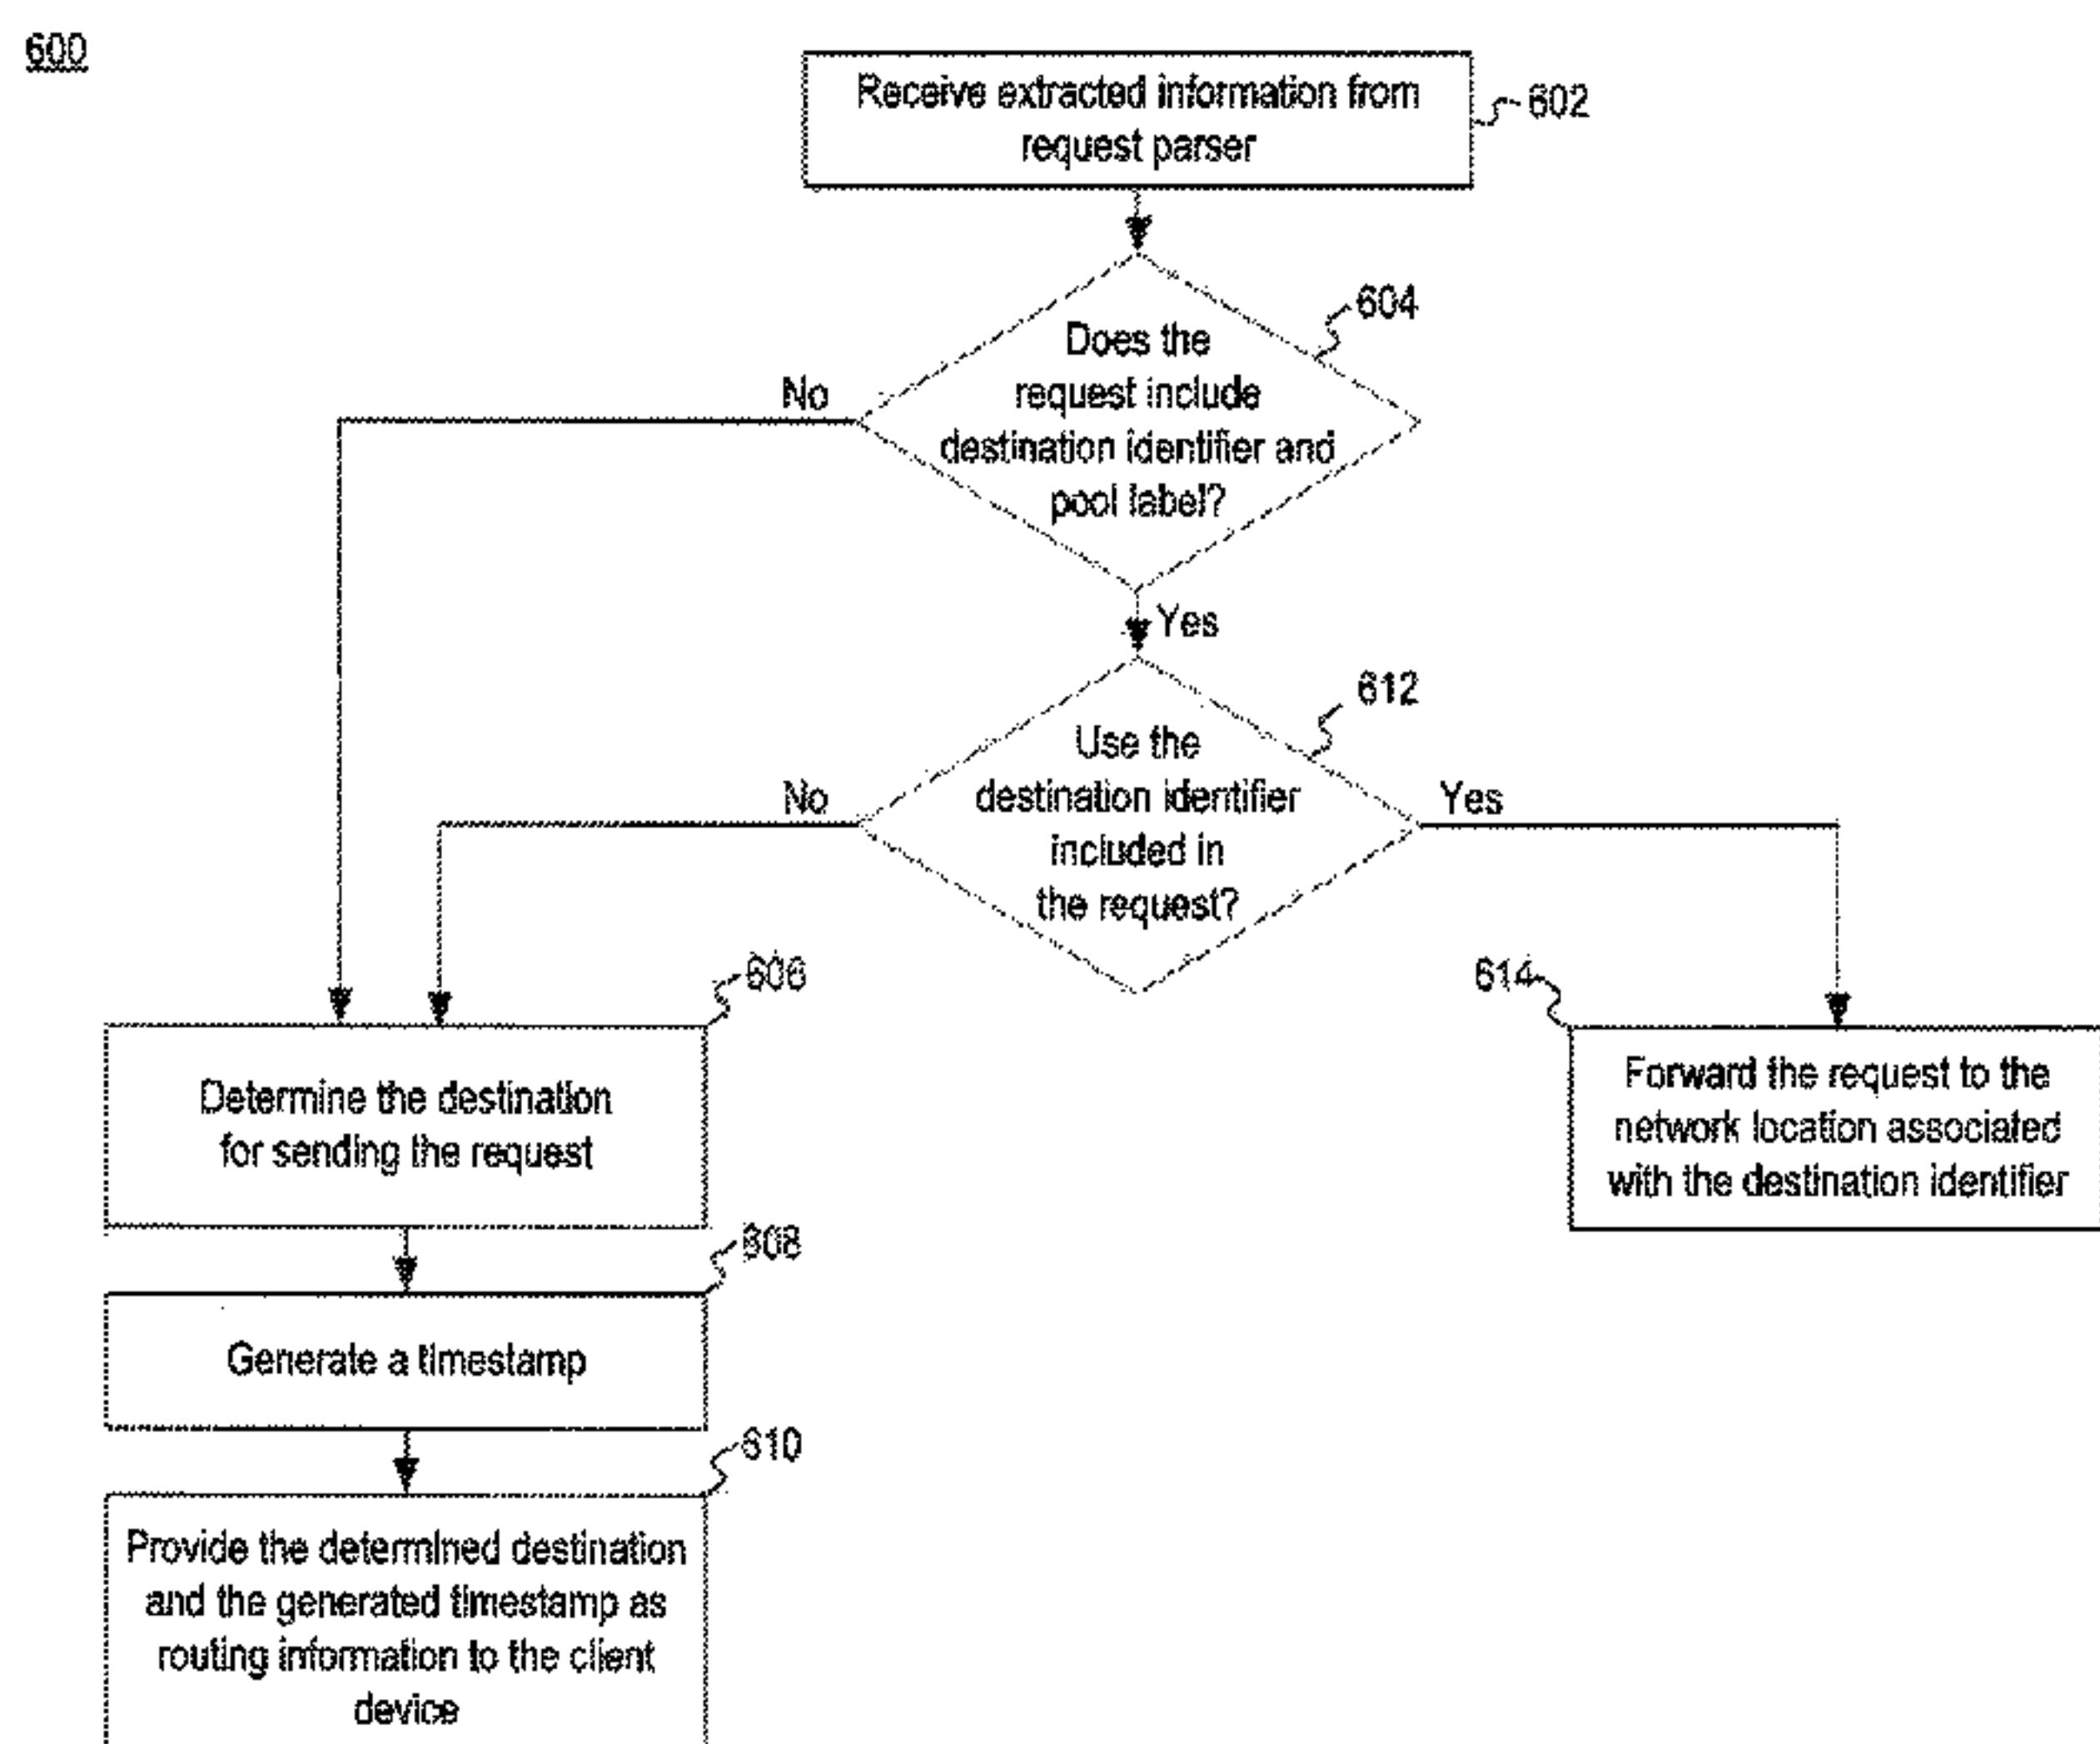 600
Receive extracted information from
request parser
602
604
Does the
request include
destination identifier and
pool label?
No
Yes
612
Use the
destination identifier
included in
the request?
No
Yes
606
614
Determine the destination
for sending the request
Forward the request to the
network location associated
with the destination identifier
608
Generate a timestamp
610
Provide the determined destination
and the generated timestamp as
routing information to the client
device